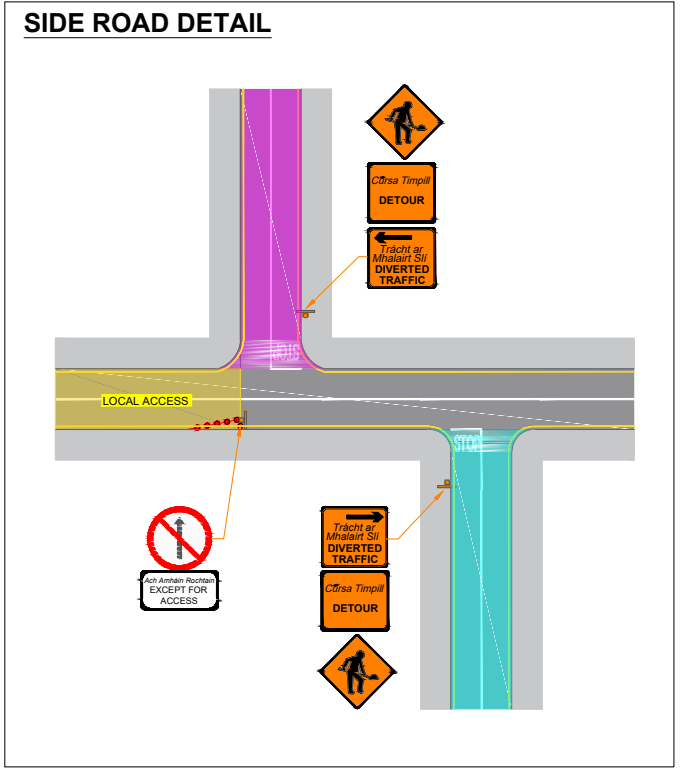 SIDE ROAD DETAIL
Cúrsa Timpill
DETOUR
Trácht ar
Mhalairt Slí
DIVERTED
TRAFFIC
STOP
LOCAL ACCESS
STOP
Trácht ar
Mhalairt Slí
DIVERTED
TRAFFIC
Ach Amháin Rochtain
EXCEPT FOR
ACCESS
Cúrsa Timpill
DETOUR